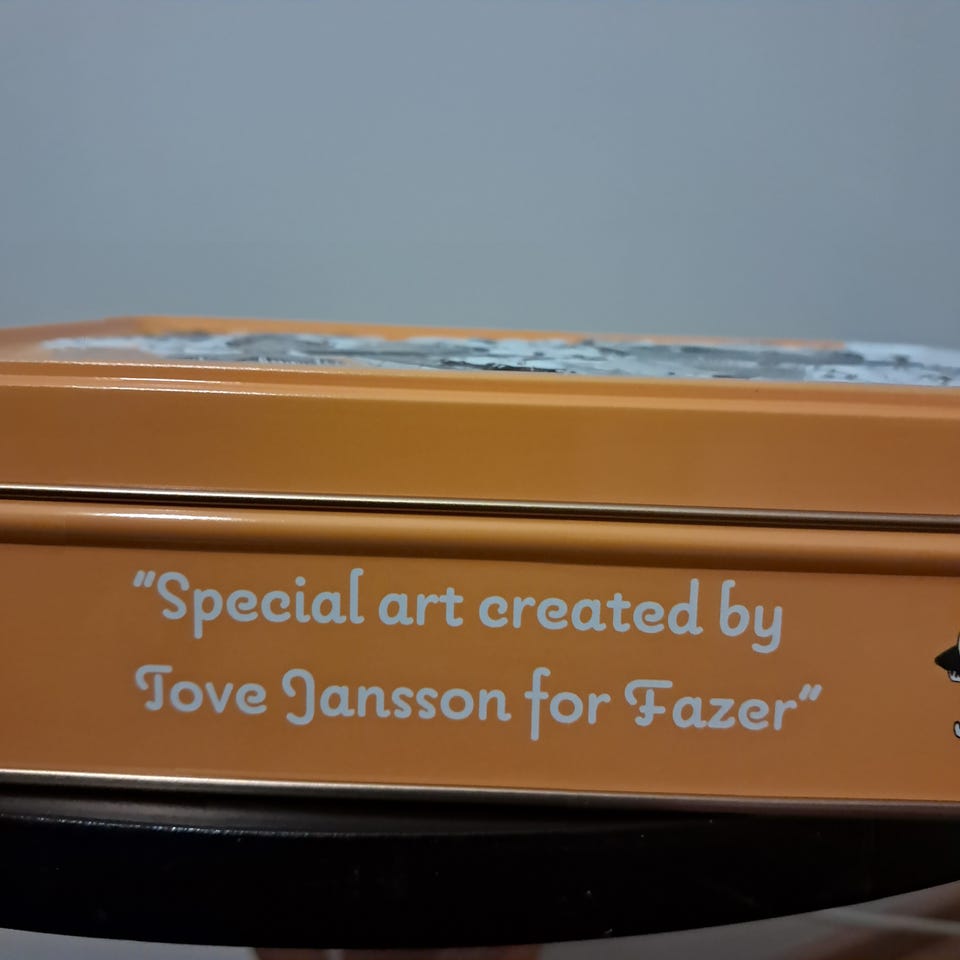 “Special art created by
Tove Jansson for Fazer“